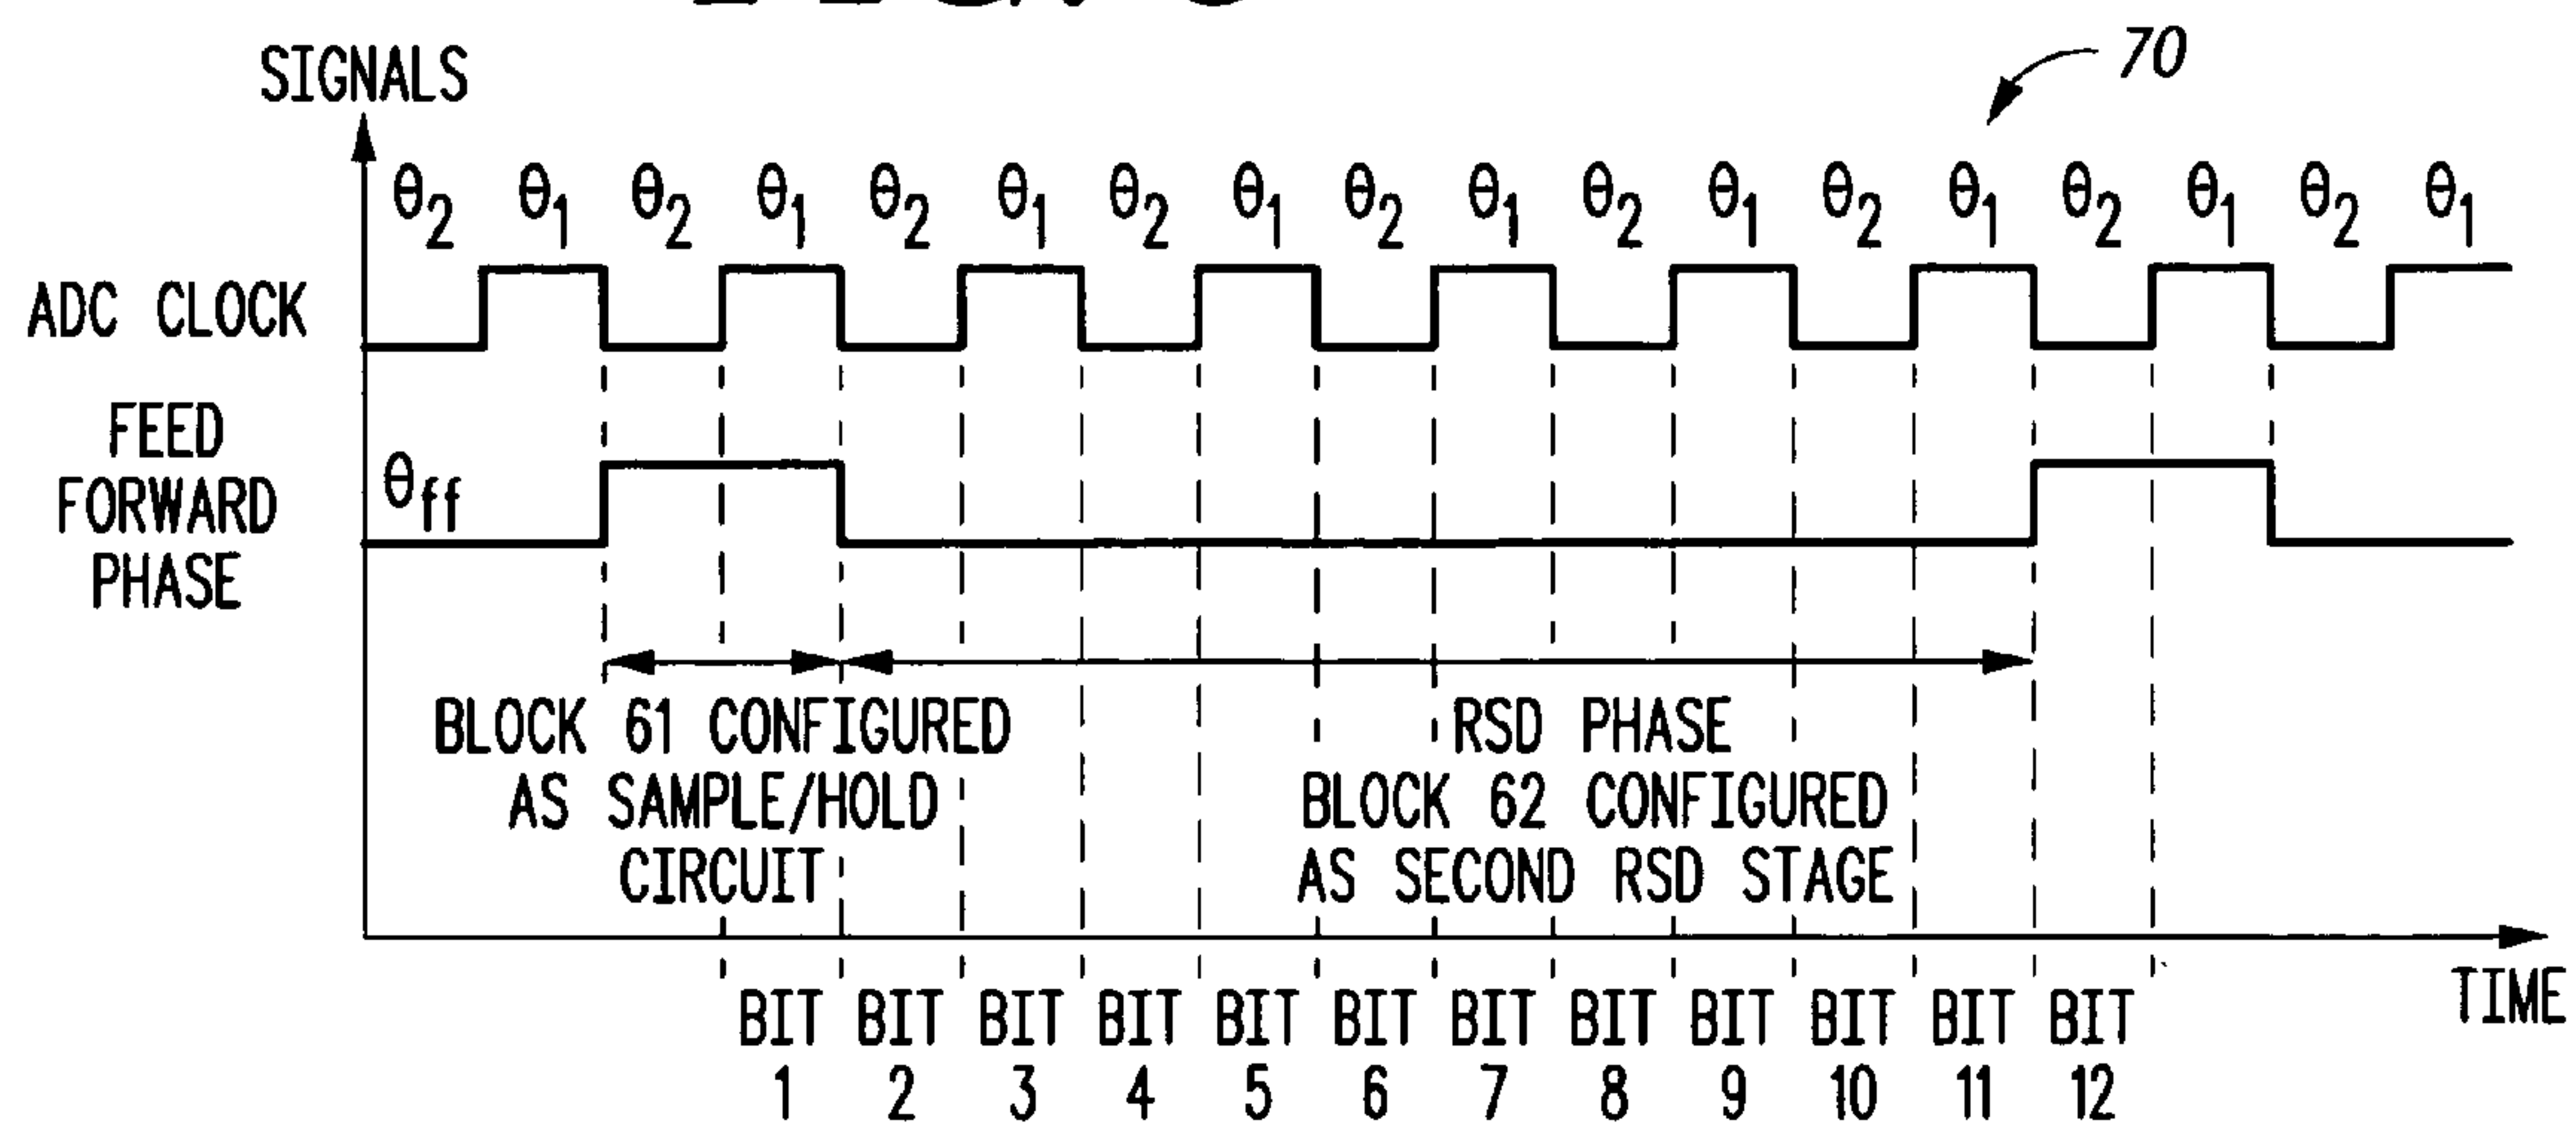 70
SIGNALS
θ2 θ1 θ2 θ1 θ2 θ1 θ2 θ1 θ2 θ1 θ2 θ1 θ2 θ1 θ2 θ1 θ2 θ1
ADC CLOCK
FEED
FORWARD
PHASE
θff
BLOCK 61 CONFIGURED
AS SAMPLE/HOLD
CIRCUIT
RSD PHASE
BLOCK 62 CONFIGURED
AS SECOND RSD STAGE
TIME
BIT BIT BIT BIT BIT BIT BIT BIT BIT BIT BIT BIT
1 2 3 4 5 6 7 8 9 10 11 12